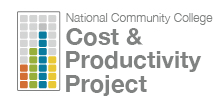 National Community College
Cost &
Productivity
Project